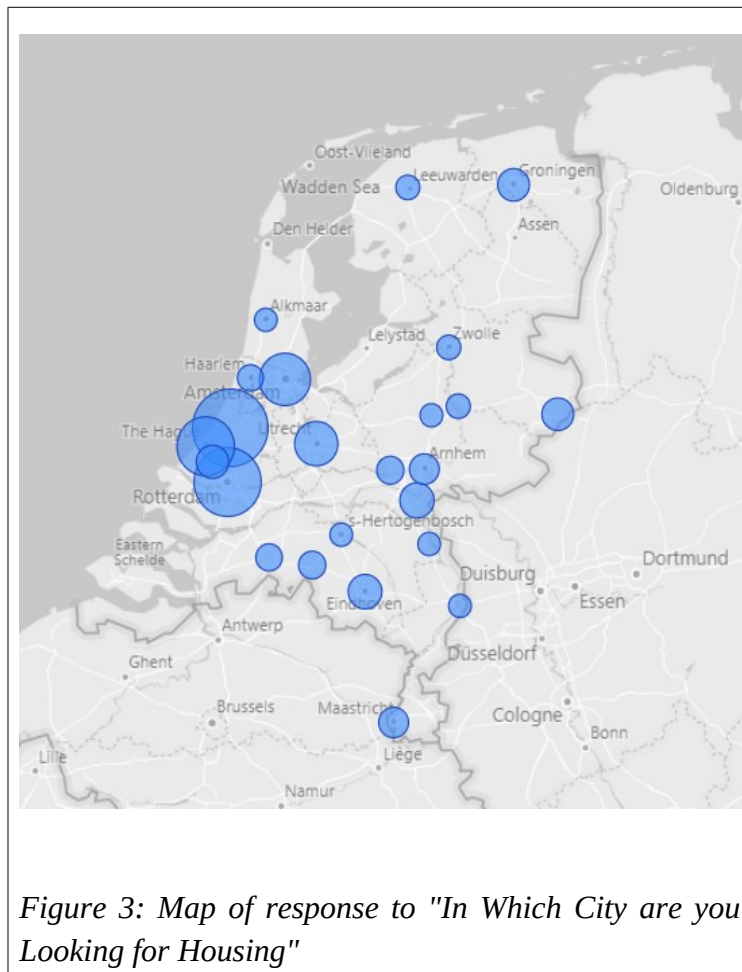 Oost-Vlieland
Leeuwarden
Groningen
Wadden Sea
Oldenburg
Assen
Den Helder
Alkmaar
Lelystad
Zwolle
Haarlem
Amsterdam
The Hague
Utrecht
Arnhem
Rotterdam
's-Hertogenbosch
Eastern
Schelde
Dortmund
Duisburg
Essen
Eindhoven
Antwerp
Düsseldorf
Ghent
Brussels
Maastricht
Cologne
Bonn
Lille
Liège
Namur
Figure 3: Map of response to "In Which City are you
Looking for Housing"